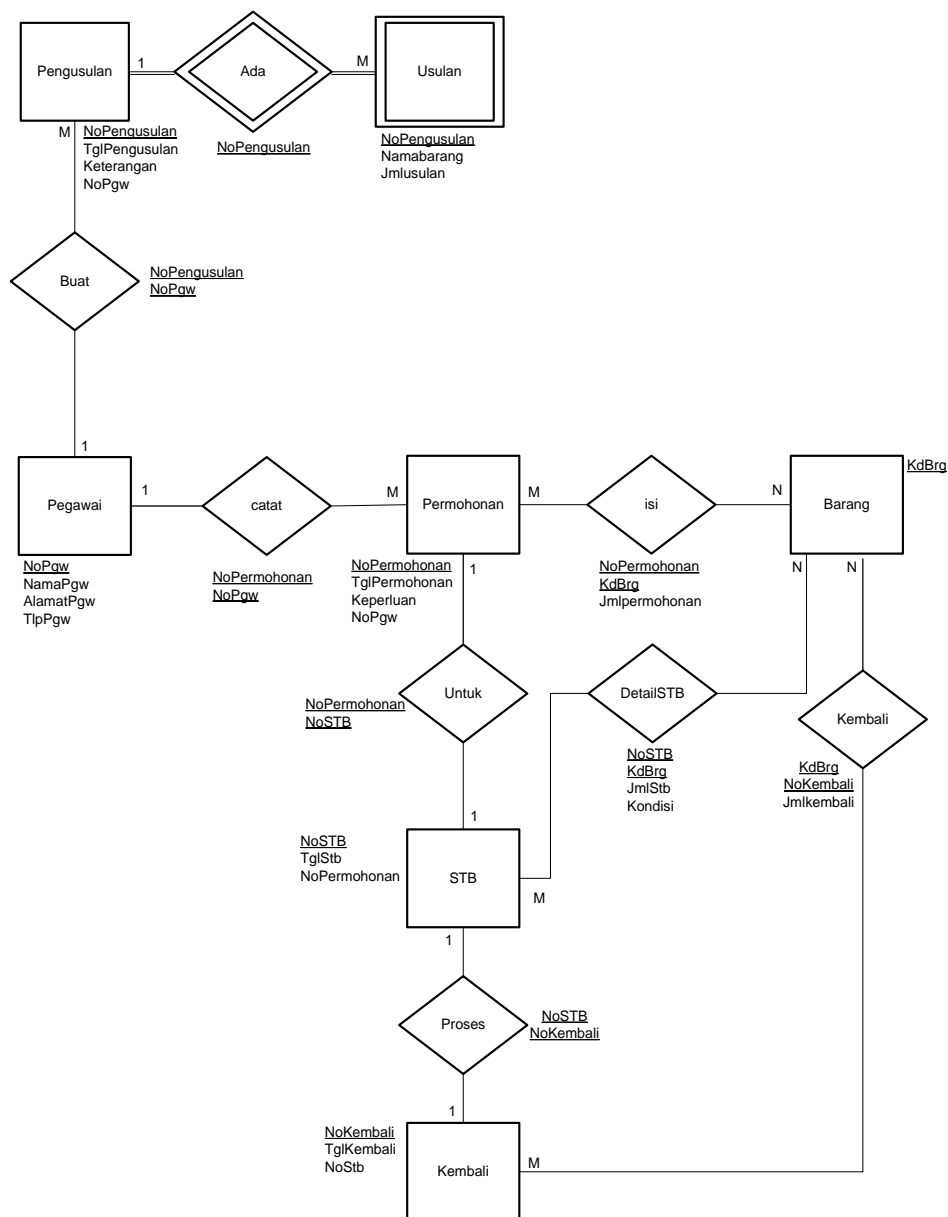 Pengusulan
1
Ada
M
Usulan
M
NoPengusulan
TglPengusulan
Keterangan
NoPgw
NoPengusulan
NoPengusulan
Namabarang
Jmlusulan
Buat
NoPengusulan
NoPgw
1
Pegawai
1
catat
M
Permohonan
M
isi
N
Barang
KdBrg
NoPgw
NamaPgw
AlamatPgw
TlpPgw
NoPermohonan
NoPgw
NoPermohonan
TglPermohonan
Keperluan
NoPgw
1
NoPermohonan
KdBrg
Jmlpermohonan
N
N
Untuk
NoPermohonan
NoSTB
DetailSTB
NoSTB
KdBrg
JmlStb
Kondisi
Kembali
KdBrg
NoKembali
Jmlkembali
1
NoSTB
TglStb
NoPermohonan
STB
M
1
Proses
NoSTB
NoKembali
1
NoKembali
TglKembali
NoStb
Kembali
M